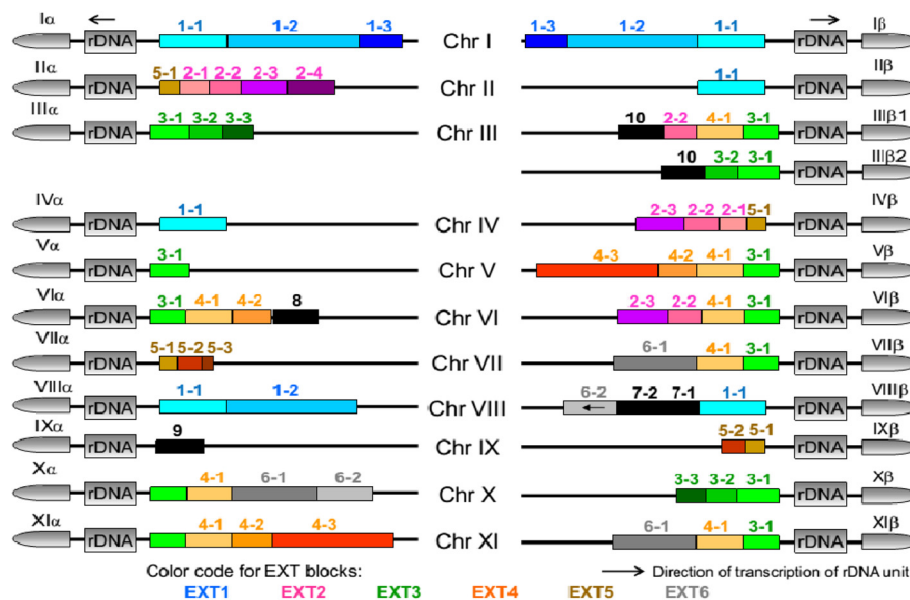 Iα Iβ
1-1 1-2 1-3 1-3 1-2 1-1
rDNA Chr I rDNA
IIα IIβ
5-1 2-1 2-2 2-3 2-4 1-1
rDNA Chr II rDNA
IIIα IIIβ1
3-1 3-2 3-3 10 2-2 4-1 3-1
rDNA Chr III rDNA
IIIβ2
10 3-2 3-1
rDNA
IVα IVβ
1-1 2-3 2-2 2-1 5-1
rDNA Chr IV rDNA
Vα Vβ
3-1 4-3 4-2 4-1 3-1
rDNA Chr V rDNA
VIα VIβ
3-1 4-1 4-2 8 2-3 2-2 4-1 3-1
rDNA Chr VI rDNA
VIIα VIIβ
5-1 5-2 5-3 6-1 4-1 3-1
rDNA Chr VII rDNA
VIIIα VIIIβ
1-1 1-2 6-2 7-2 7-1 1-1
rDNA Chr VIII rDNA
IXα IXβ
9 5-2 5-1
rDNA Chr IX rDNA
Xα Xβ
4-1 6-1 6-2 3-3 3-2 3-1
rDNA Chr X rDNA
XIα XIβ
4-1 4-2 4-3 6-1 4-1 3-1
rDNA Chr XI rDNA
Color code for EXT blocks: Direction of transcription of rDNA unit
EXT1 EXT2 EXT3 EXT4 EXT5 EXT6